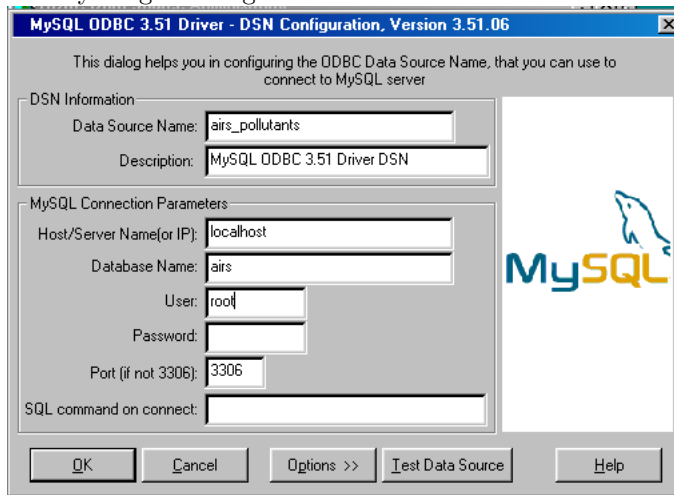 MySQL ODBC 3.51 Driver - DSN Configuration, Version 3.51.06
This dialog helps you in configuring the ODBC Data Source Name, that you can use to
connect to MySQL server
DSN Information
Data Source Name: airs_pollutants
Description: MySQL ODBC 3.51 Driver DSN
MySQL Connection Parameters
Host/Server Name(or IP): localhost
Database Name: airs
User: root
Password:
Port (if not 3306): 3306
SQL command on connect:
MySQL
OK Cancel Options >> Test Data Source Help